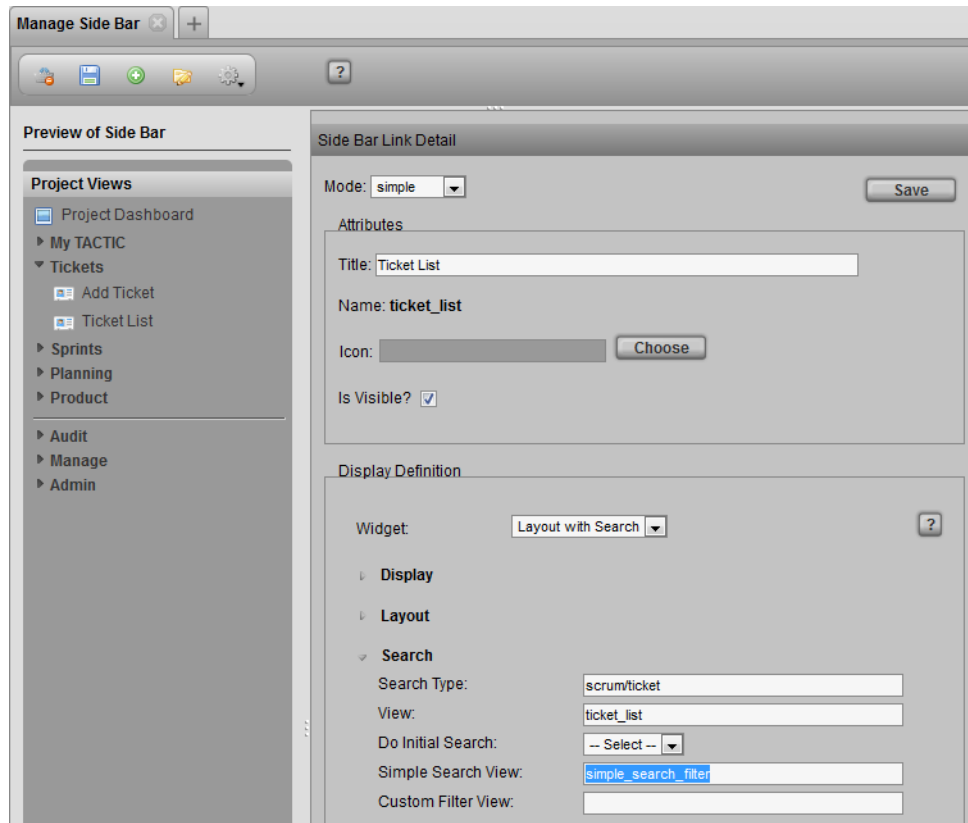 Manage Side Bar
?
Preview of Side Bar
Project Views
Project Dashboard
My TACTIC
Tickets
Add Ticket
Ticket List
Sprints
Planning
Product
Audit
Manage
Admin
Side Bar Link Detail
Mode: simple
Save
Attributes
Title: Ticket List
Name: ticket_list
Icon: Choose
Is Visible?
Display Definition
Widget: Layout with Search ?
Display
Layout
Search
Search Type: scrum/ticket
View: ticket_list
Do Initial Search: -- Select --
Simple Search View: simple_search_filter
Custom Filter View: